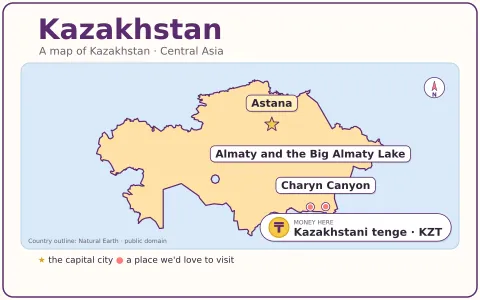 Kazakhstan
A map of Kazakhstan · Central Asia
Astana
N
Almaty and the Big Almaty Lake
Charyn Canyon
MONEY HERE
₸ Kazakhstani tenge · KZT
Country outline: Natural Earth · public domain
★ the capital city ● a place we'd love to visit